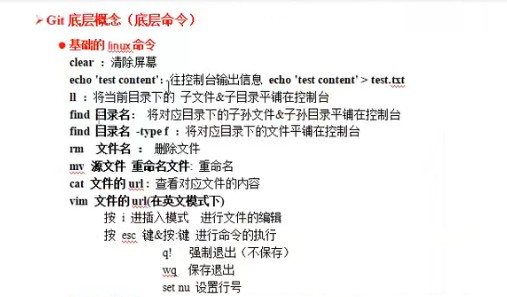 ➤ Git 底层概念（底层命令）
● 基础的 linux 命令
clear ：清除屏幕
echo 'test content'：往控制台输出信息 echo 'test content' > test.txt
ll ：将当前目录下的 子文件&子目录平铺在控制台
find 目录名： 将对应目录下的子孙文件&子孙目录平铺在控制台
find 目录名 -type f ：将对应目录下的文件平铺在控制台
rm 文件名 ： 删除文件
mv 源文件 重命名文件: 重命名
cat 文件的 url : 查看对应文件的内容
vim 文件的 url(在英文模式下)
按 i 进插入模式 进行文件的编辑
按 esc 键&按:键 进行命令的执行
q! 强制退出（不保存）
wq 保存退出
set nu 设置行号